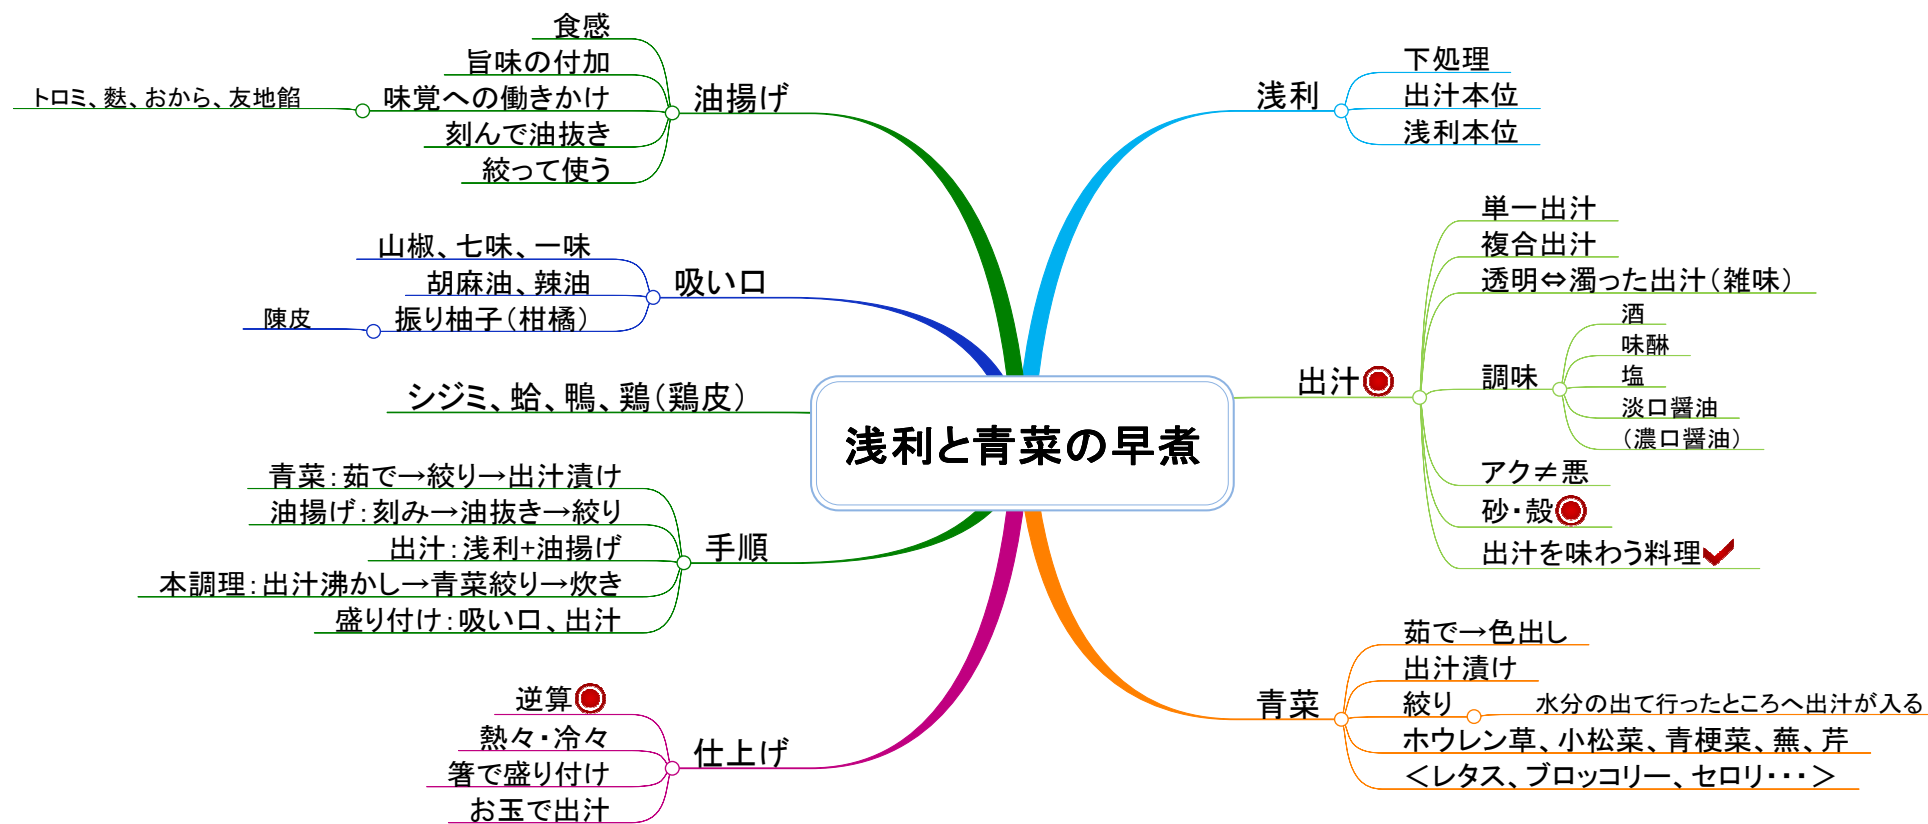 浅利と青菜の早煮
浅利
下処理
出汁本位
浅利本位
出汁
単一出汁
複合出汁
透明⇔濁った出汁(雑味)
調味
酒
味醂
塩
淡口醤油
(濃口醤油)
アク≠悪
砂・殻
出汁を味わう料理
青菜
茹で→色出し
出汁漬け
絞り
水分の出て行ったところへ出汁が入る
ホウレン草、小松菜、青梗菜、蕪、芹
<レタス、ブロッコリー、セロリ・・・>
油揚げ
食感
旨味の付加
味覚への働きかけ
トロミ、麩、おから、友地餡
刻んで油抜き
絞って使う
吸い口
山椒、七味、一味
胡麻油、辣油
振り柚子(柑橘)
陳皮
シジミ、蛤、鴨、鶏(鶏皮)
手順
青菜:茹で→絞り→出汁漬け
油揚げ:刻み→油抜き→絞り
出汁:浅利+油揚げ
本調理:出汁沸かし→青菜絞り→炊き
盛り付け:吸い口、出汁
仕上げ
逆算
熱々・冷々
箸で盛り付け
お玉で出汁